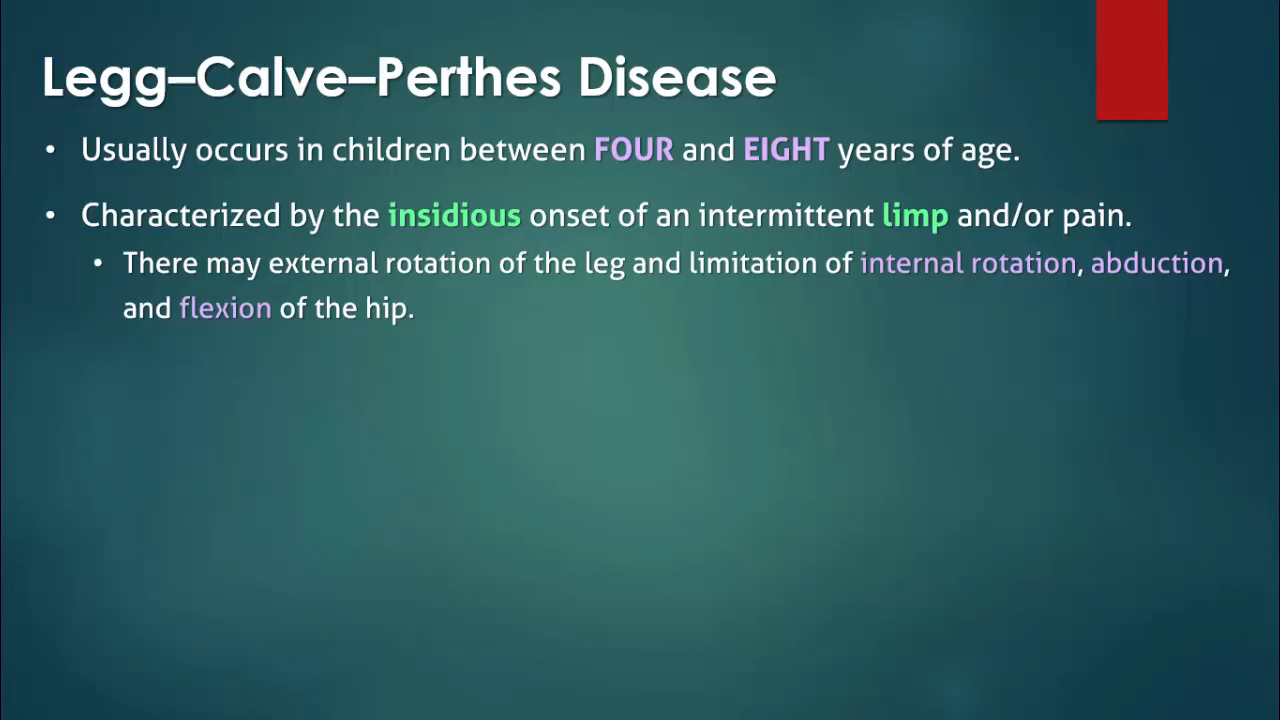 Legg–Calve–Perthes Disease
• Usually occurs in children between FOUR and EIGHT years of age.
• Characterized by the insidious onset of an intermittent limp and/or pain.
• There may external rotation of the leg and limitation of internal rotation, abduction,
and flexion of the hip.